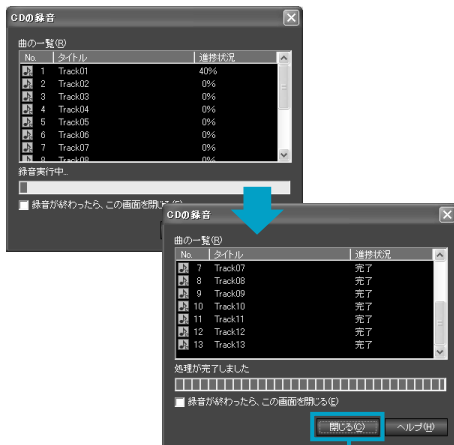 CDの録音
曲の一覧(R)
No. タイトル 進捗状況
1 Track01 40%
2 Track02 0%
3 Track03 0%
4 Track04 0%
5 Track05 0%
6 Track06 0%
7 Track07 0%
8 Track08 0%
録音実行中...
録音が終わったら、この画面を閉じる(E)
CDの録音
曲の一覧(R)
No. タイトル 進捗状況
7 Track07 完了
8 Track08 完了
9 Track09 完了
10 Track10 完了
11 Track11 完了
12 Track12 完了
13 Track13 完了
処理が完了しました
録音が終わったら、この画面を閉じる(E)
閉じる(C) ヘルプ(H)